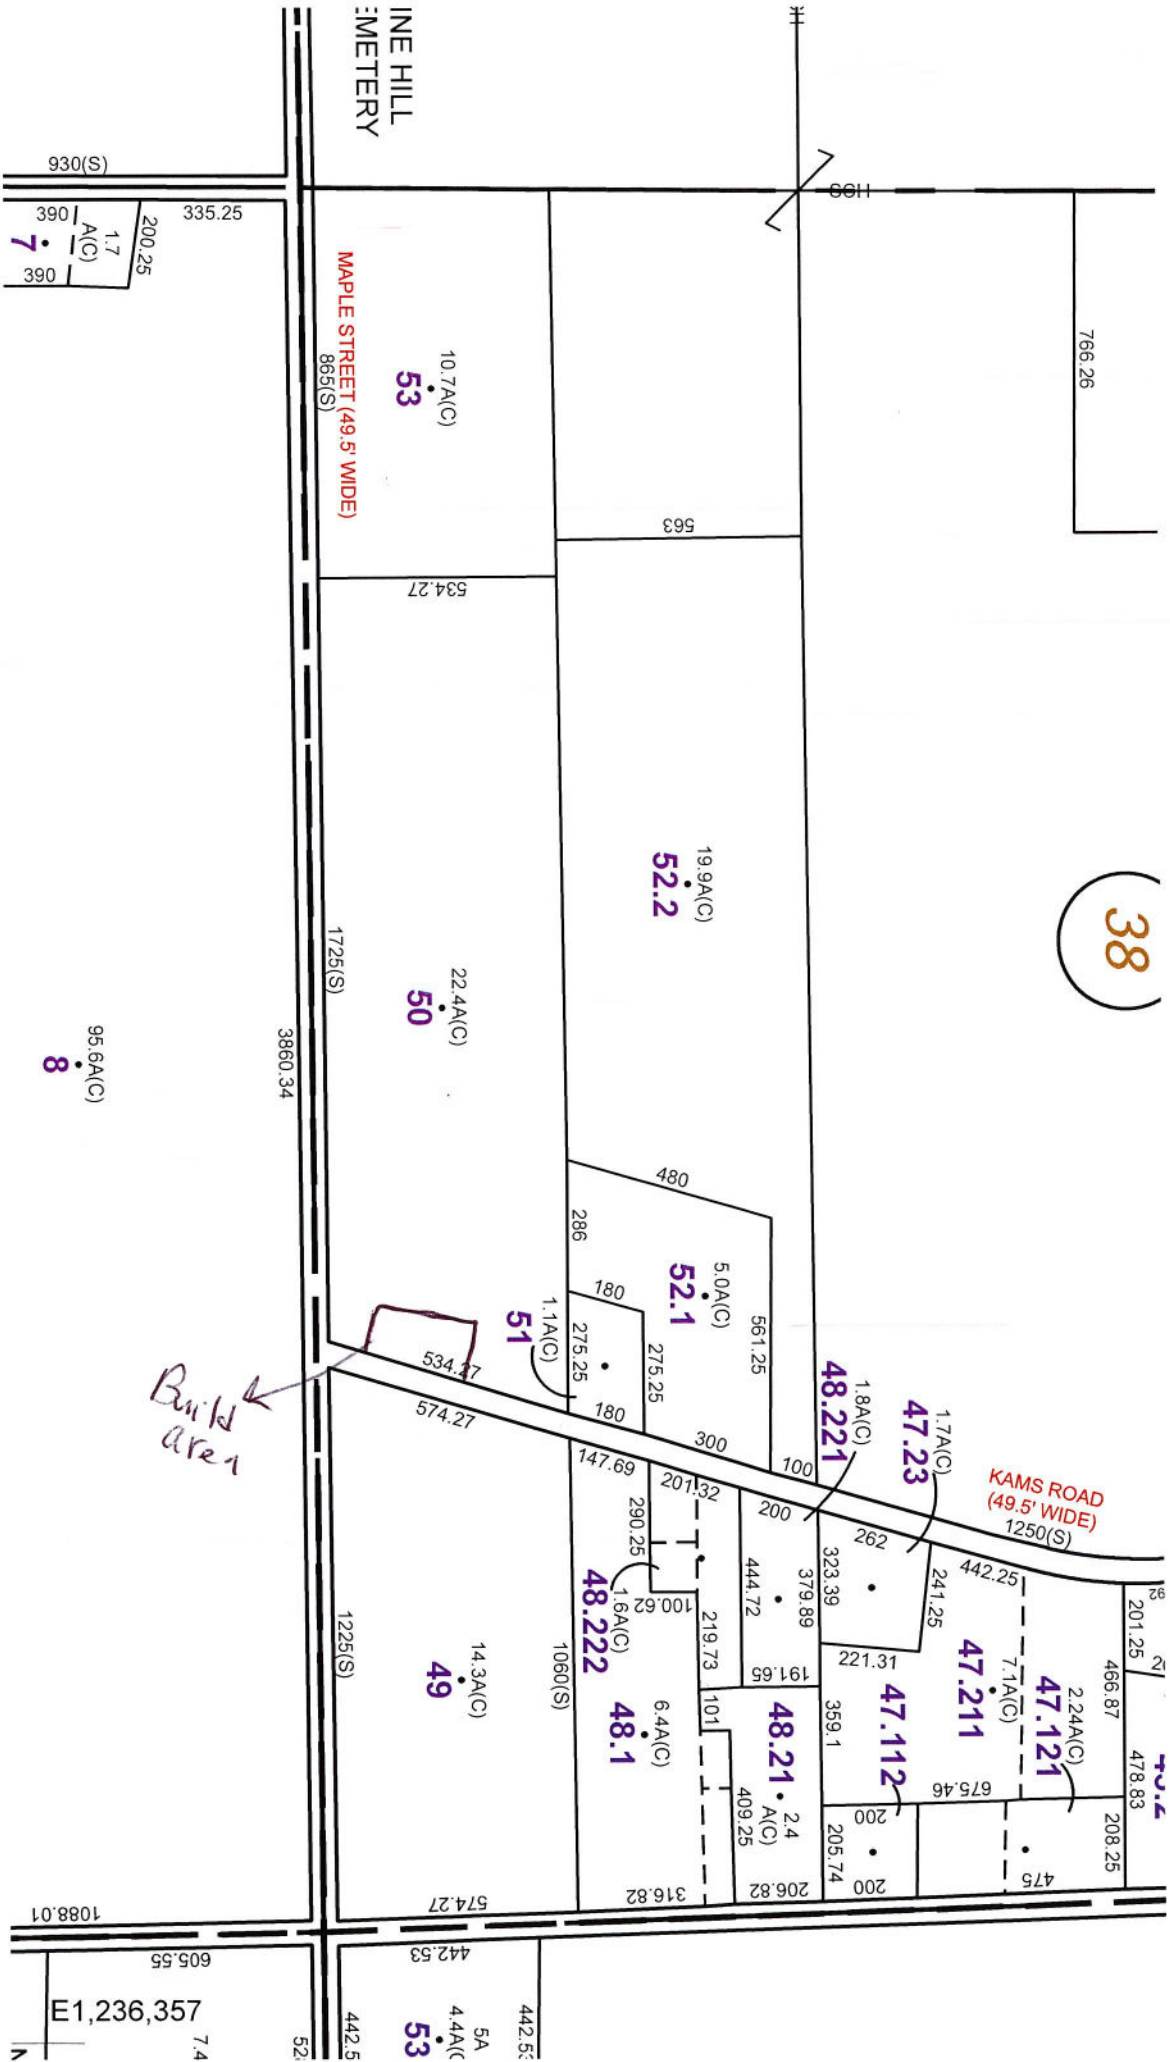 INE HILL
EMETERY
930(S)
335.25
390
390
1.7
A(C)
200.25
7
MAPLE STREET (49.5' WIDE)
865(S)
10.7A(C)
53
HSS
766.26
563
534.27
38
19.9A(C)
52.2
1725(S)
22.4A(C)
50
3860.34
95.6A(C)
8
480
286
5.0A(C)
52.1
561.25
180
275.25
275.25
1.1A(C)
51
180
534.27
574.27
Build
area
300
100
1.8A(C)
48.221
1.7A(C)
47.23
KAMS ROAD
(49.5' WIDE)
1250(S)
147.69
201.32
200
262
442.25
290.25
1.6A(C)
48.222
100.62
219.73
444.72
379.89
323.39
241.25
221.31
191.65
201.25
466.87
7.1A(C)
47.211
2.24A(C)
47.121
478.83
1225(S)
14.3A(C)
49
1060(S)
6.4A(C)
48.1
101
409.25
48.21
2.4
A(C)
359.1
47.112
675.46
200
205.74
200
208.25
475
574.27
316.82
206.82
1088.01
605.55
442.53
E1,236,357
7.4
52
442.5
5A
4.4A(C
53
442.53